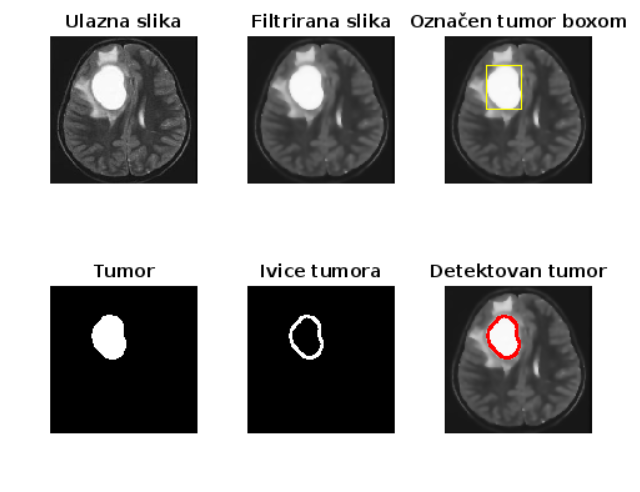 Ulazna slika
Filtrirana slika
Označen tumor boxom
Tumor
Ivice tumora
Detektovan tumor